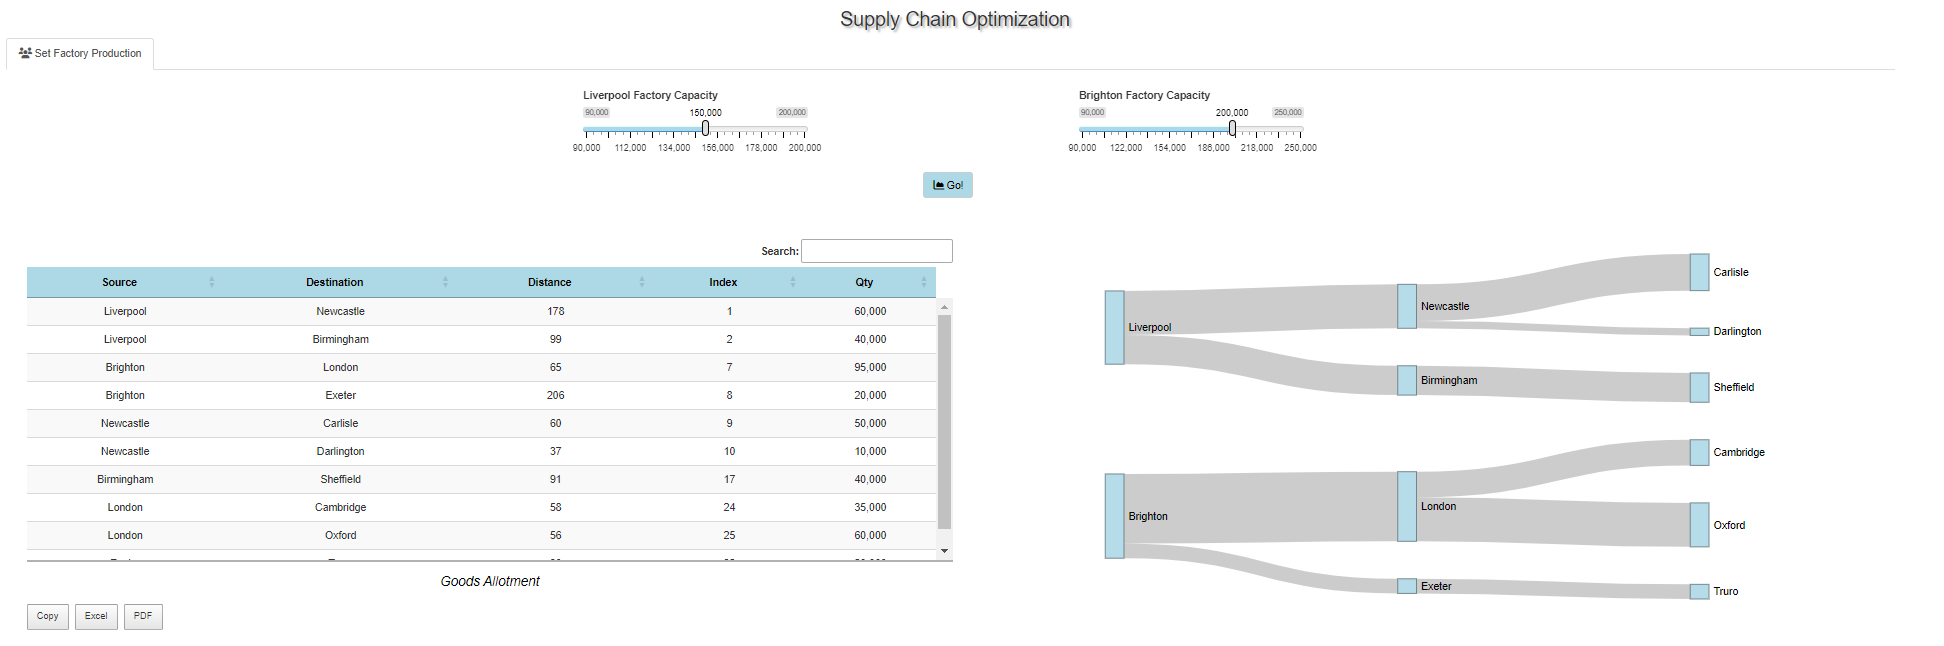 Supply Chain Optimization
Set Factory Production
Liverpool Factory Capacity
90,000 150,000 200,000
90,000 112,000 134,000 156,000 178,000 200,000
Brighton Factory Capacity
90,000 200,000 250,000
90,000 122,000 154,000 186,000 218,000 250,000
Go!
Search:
Source Destination Distance Index Qty
Liverpool Newcastle 178 1 60,000
Liverpool Birmingham 99 2 40,000
Brighton London 65 7 95,000
Brighton Exeter 206 8 20,000
Newcastle Carlisle 60 9 50,000
Newcastle Darlington 37 10 10,000
Birmingham Sheffield 91 17 40,000
London Cambridge 58 24 35,000
London Oxford 56 25 60,000
Goods Allotment
Copy Excel PDF
Liverpool
Brighton
Newcastle
Birmingham
London
Exeter
Carlisle
Darlington
Sheffield
Cambridge
Oxford
Truro